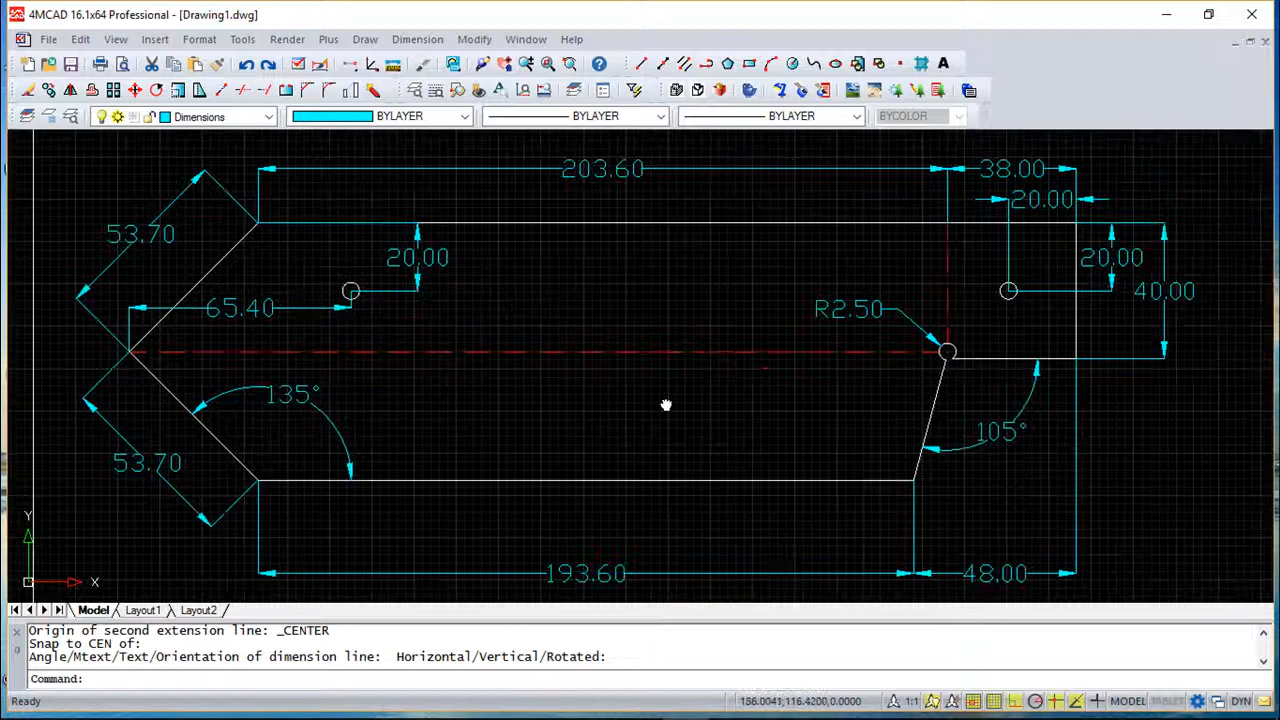 4MCAD 16.1x64 Professional - [Drawing1.dwg]
File Edit View Insert Format Tools Render Plus Draw Dimension Modify Window Help
Dimensions BYLAYER BYLAYER BYLAYER BYCOLOR
203.60 38.00
20.00
53.70
20.00 20.00
40.00
65.40 R2.50
135°
105°
53.70
Y
193.60 48.00
X
Model Layout1 Layout2
Origin of second extension line: _CENTER
Snap to CEN of:
Angle/Mtext/Text/Orientation of dimension line: Horizontal/Vertical/Rotated:
Command:
Ready 158.0041,116.4200,0.0000 1:1 MODEL TABLET DYN